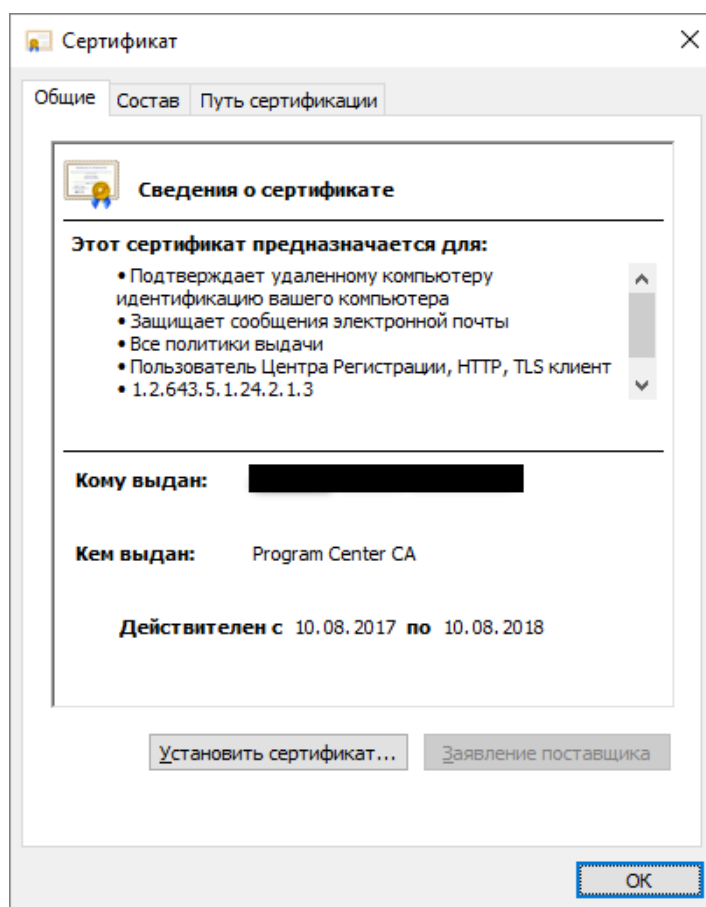 Сертификат
Общие Состав Путь сертификации
Сведения о сертификате
Этот сертификат предназначается для:
• Подтверждает удаленному компьютеру
идентификацию вашего компьютера
• Защищает сообщения электронной почты
• Все политики выдачи
• Пользователь Центра Регистрации, HTTP, TLS клиент
• 1.2.643.5.1.24.2.1.3
Кому выдан:
Кем выдан: Program Center CA
Действителен с 10.08.2017 по 10.08.2018
Установить сертификат... Заявление поставщика
ОК